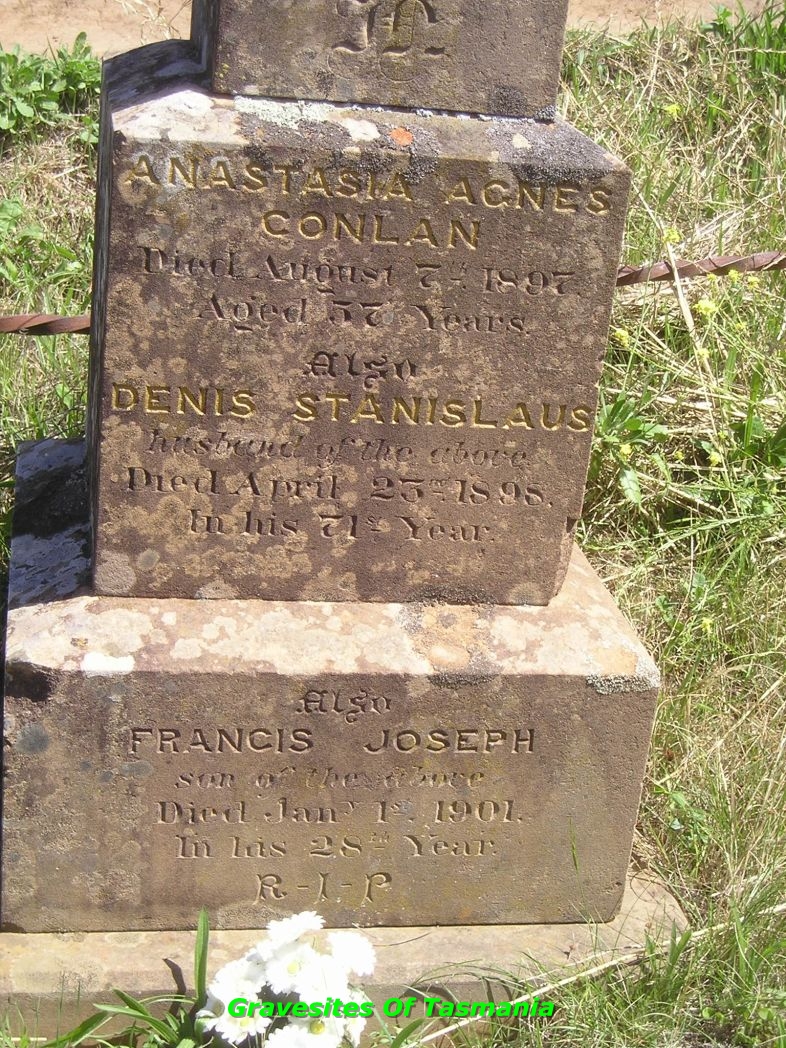 ANASTASIA AGNES
CONLAN
Died August 7th 1897.
Aged 57 Years.
Also
DENIS STANISLAUS
husband of the above
Died April 23rd 1898.
In his 71st Year.
Also
FRANCIS JOSEPH
son of the above
Died Jany 1st 1901.
In his 28th Year.
R-I-P
Gravesites Of Tasmania